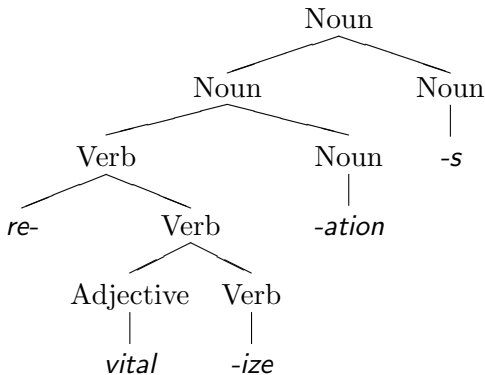 Noun
Noun Noun
Verb Noun -s
re- Verb -ation
Adjective Verb
vital -ize